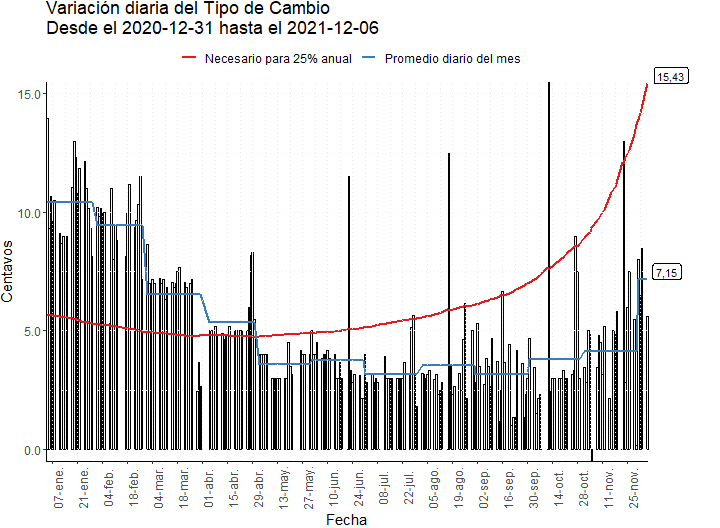 Variación diaria del Tipo de Cambio
Desde el 2020-12-31 hasta el 2021-12-06
Necesario para 25% anual
Promedio diario del mes
Centavos
15.0
10.0
5.0
0.0
15,43
7,15
07-ene.
21-ene.
04-feb.
18-feb.
04-mar.
18-mar.
01-abr.
15-abr.
29-abr.
13-may.
27-may.
10-jun.
24-jun.
08-jul.
22-jul.
05-ago.
19-ago.
02-sep.
16-sep.
30-sep.
14-oct.
28-oct.
11-nov.
25-nov.
Fecha